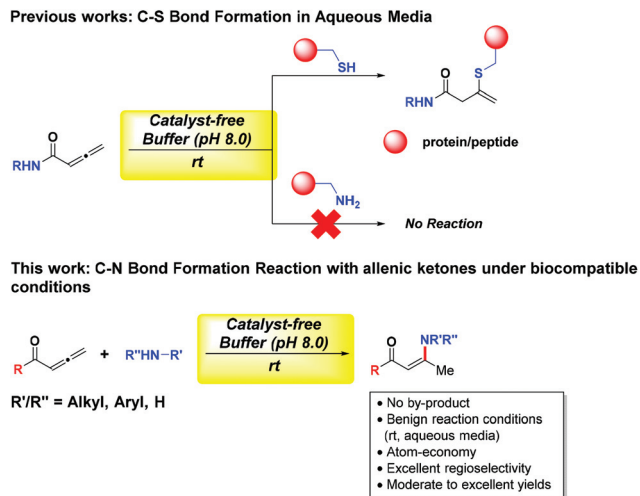 Previous works: C-S Bond Formation in Aqueous Media
SH
O
S
RHN
Catalyst-free
Buffer (pH 8.0)
rt
O
RHN
protein/peptide
NH2
No Reaction
This work: C-N Bond Formation Reaction with allenic ketones under biocompatible
conditions
O
R
+
R''HN-R'
Catalyst-free
Buffer (pH 8.0)
rt
O
NR'R''
R
Me
R'/R'' = Alkyl, Aryl, H
• No by-product
• Benign reaction conditions
(rt, aqueous media)
• Atom-economy
• Excellent regioselectivity
• Moderate to excellent yields